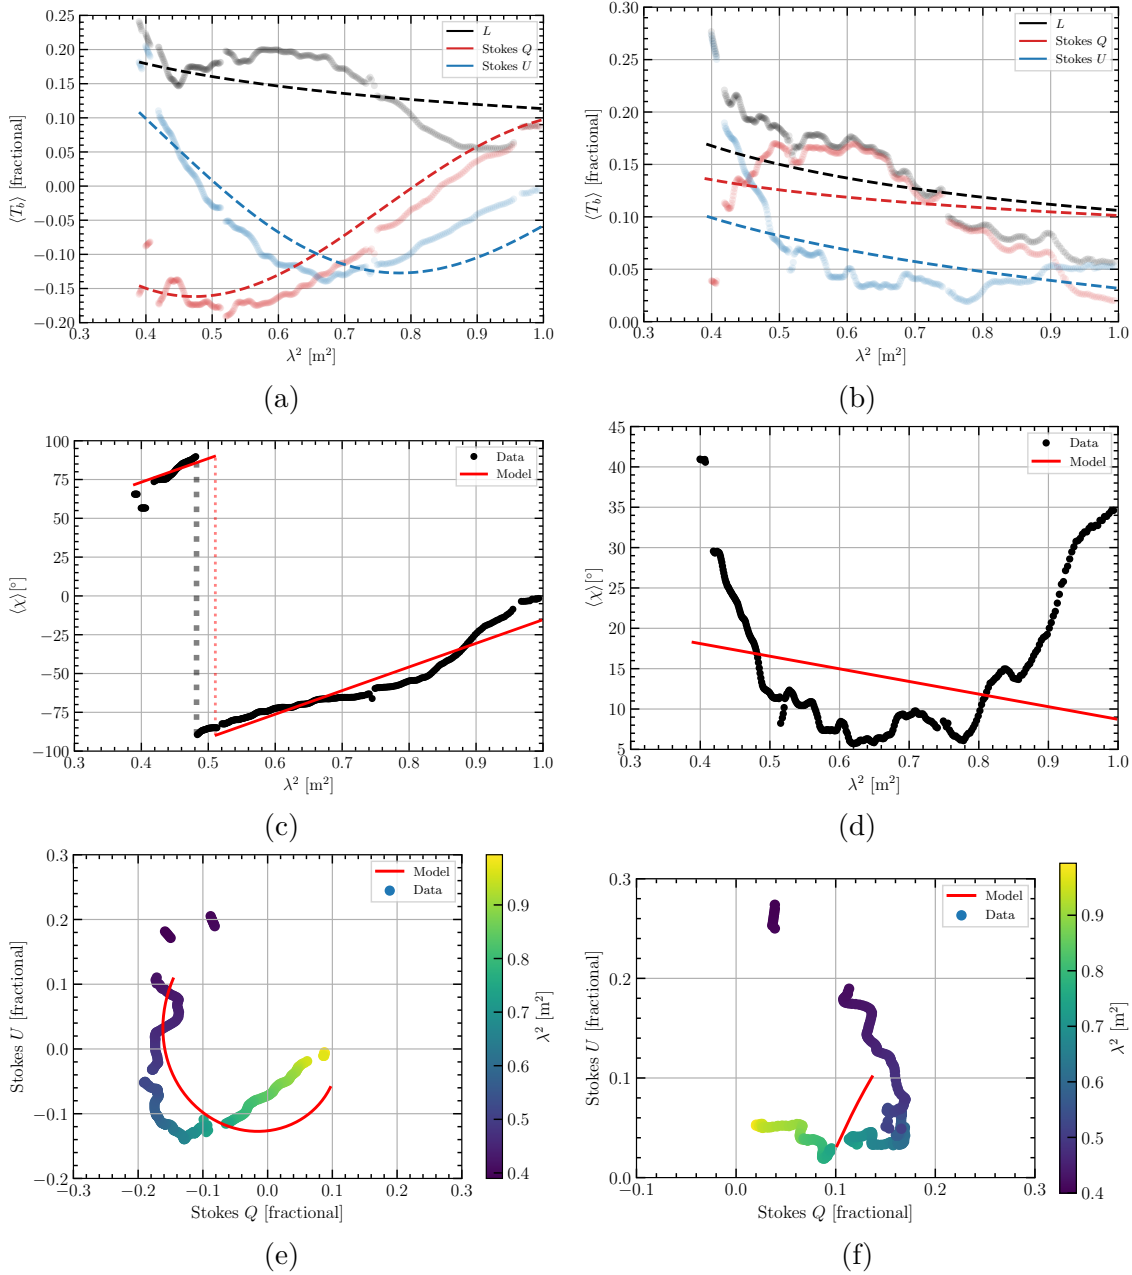 0.25
0.20
0.15
0.10
0.05
0.00
−0.05
−0.10
−0.15
−0.20
0.3 0.4 0.5 0.6 0.7 0.8 0.9 1.0
⟨T_b⟩ [fractional]
λ² [m²]
L
Stokes Q
Stokes U
(a)
0.30
0.25
0.20
0.15
0.10
0.05
0.00
0.3 0.4 0.5 0.6 0.7 0.8 0.9 1.0
⟨T_b⟩ [fractional]
λ² [m²]
L
Stokes Q
Stokes U
(b)
100
75
50
25
0
−25
−50
−75
−100
0.3 0.4 0.5 0.6 0.7 0.8 0.9 1.0
⟨χ⟩[°]
λ² [m²]
Data
Model
(c)
45
40
35
30
25
20
15
10
5
0.3 0.4 0.5 0.6 0.7 0.8 0.9 1.0
⟨χ⟩[°]
λ² [m²]
Data
Model
(d)
0.3
0.2
0.1
0.0
−0.1
−0.2
−0.3 −0.2 −0.1 0.0 0.1 0.2 0.3
Stokes U [fractional]
Stokes Q [fractional]
Model
Data
0.9
0.8
0.7
0.6
0.5
0.4
λ² [m²]
(e)
0.3
0.2
0.1
0.0
−0.1 0.0 0.1 0.2 0.3
Stokes U [fractional]
Stokes Q [fractional]
Model
Data
0.9
0.8
0.7
0.6
0.5
0.4
λ² [m²]
(f)